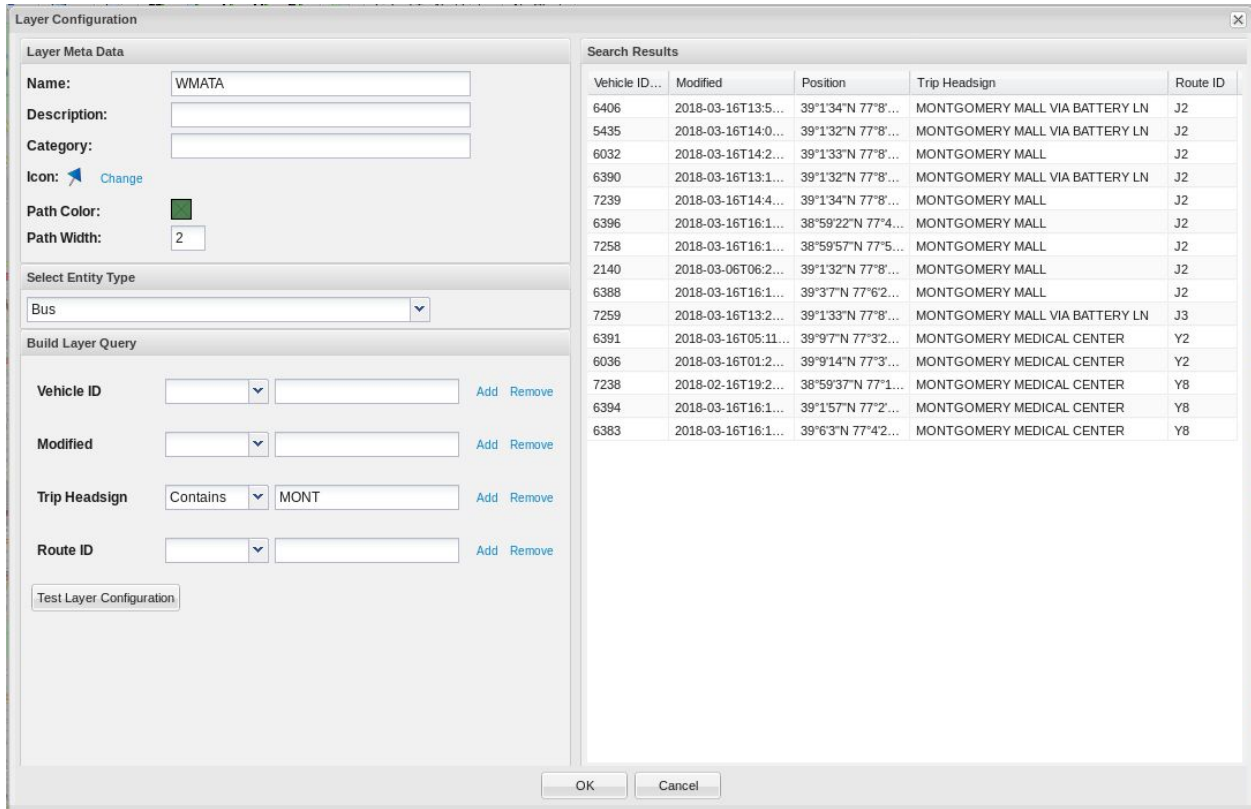 Layer Configuration
Layer Meta Data
Name: WMATA
Description:
Category:
Icon: Change
Path Color:
Path Width: 2
Select Entity Type
Bus
Build Layer Query
Vehicle ID Add Remove
Modified Add Remove
Trip Headsign Contains MONT Add Remove
Route ID Add Remove
Test Layer Configuration
Search Results
Vehicle ID... Modified Position Trip Headsign Route ID
6406 2018-03-16T13:5... 39°1'34"N 77°8'... MONTGOMERY MALL VIA BATTERY LN J2
5435 2018-03-16T14:0... 39°1'32"N 77°8'... MONTGOMERY MALL VIA BATTERY LN J2
6032 2018-03-16T14:2... 39°1'33"N 77°8'... MONTGOMERY MALL J2
6390 2018-03-16T13:1... 39°1'32"N 77°8'... MONTGOMERY MALL VIA BATTERY LN J2
7239 2018-03-16T14:4... 39°1'34"N 77°8'... MONTGOMERY MALL J2
6396 2018-03-16T16:1... 38°59'22"N 77°4... MONTGOMERY MALL J2
7258 2018-03-16T16:1... 38°59'57"N 77°5... MONTGOMERY MALL J2
2140 2018-03-06T06:2... 39°1'32"N 77°8'... MONTGOMERY MALL J2
6388 2018-03-16T16:1... 39°3'7"N 77°6'2... MONTGOMERY MALL J2
7259 2018-03-16T13:2... 39°1'33"N 77°8'... MONTGOMERY MALL VIA BATTERY LN J3
6391 2018-03-16T05:11... 39°9'7"N 77°3'2... MONTGOMERY MEDICAL CENTER Y2
6036 2018-03-16T01:2... 39°9'14"N 77°3'... MONTGOMERY MEDICAL CENTER Y2
7238 2018-02-16T19:2... 38°59'37"N 77°1... MONTGOMERY MEDICAL CENTER Y8
6394 2018-03-16T16:1... 39°1'57"N 77°2'... MONTGOMERY MEDICAL CENTER Y8
6383 2018-03-16T16:1... 39°6'3"N 77°4'2... MONTGOMERY MEDICAL CENTER Y8
OK Cancel